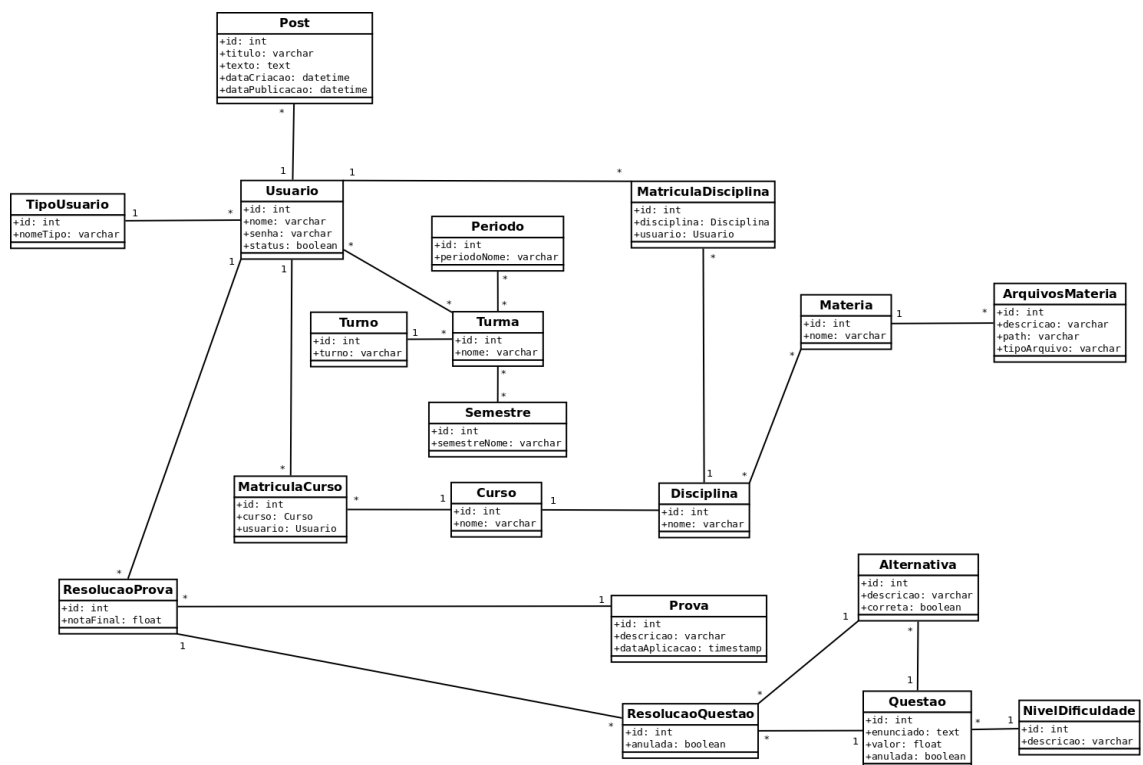 Post
+id: int
+titulo: varchar
+texto: text
+dataCriacao: datetime
+dataPublicacao: datetime
*
1
1
*
Usuario
+id: int
+nome: varchar
+senha: varchar
+status: boolean
MatriculaDisciplina
+id: int
+disciplina: Disciplina
+usuario: Usuario
TipoUsuario
+id: int
+nomeTipo: varchar
1
*
Periodo
+id: int
+periodoNome: varchar
*
*
*
1
1
*
*
Turno
+id: int
+turno: varchar
1
*
Turma
+id: int
+nome: varchar
*
*
Semestre
+id: int
+semestreNome: varchar
Materia
+id: int
+nome: varchar
1
*
ArquivosMateria
+id: int
+descricao: varchar
+path: varchar
+tipoArquivo: varchar
*
*
1
*
MatriculaCurso
+id: int
+curso: Curso
+usuario: Usuario
*
1
Curso
+id: int
+nome: varchar
1
Disciplina
+id: int
+nome: varchar
*
ResolucaoProva
+id: int
+notaFinal: float
*
1
1
Prova
+id: int
+descricao: varchar
+dataAplicacao: timestamp
Alternativa
+id: int
+descricao: varchar
+correta: boolean
1
*
*
1
*
ResolucaoQuestao
+id: int
+anulada: boolean
*
1
Questao
+id: int
+enunciado: text
+valor: float
+anulada: boolean
*
1
NivelDificuldade
+id: int
+descricao: varchar